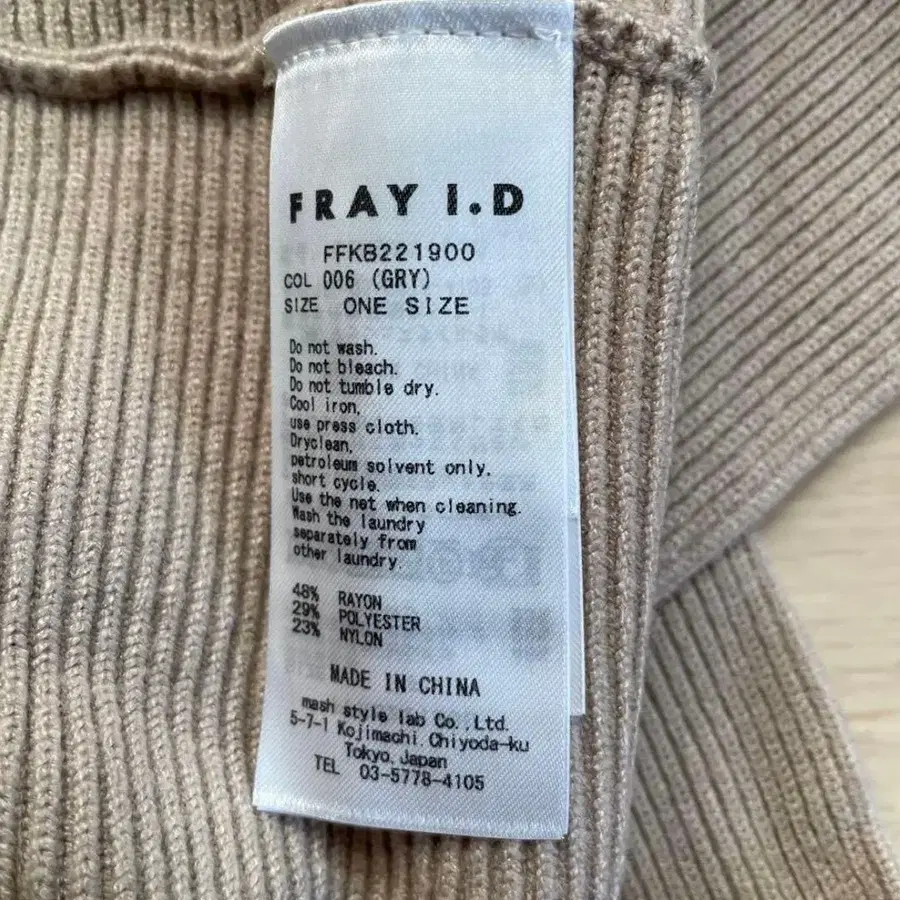 FRAY I.D
FFKB221900
COL 006 (GRY)
SIZE ONE SIZE
Do not wash.
Do not bleach.
Do not tumble dry.
Cool iron,
use press cloth.
Dryclean,
petroleum solvent only.
short cycle.
Use the net when cleaning.
Wash the laundry
separately from
other laundry.
48% RAYON
29% POLYESTER
23% NYLON
MADE IN CHINA
mash style lab Co.,Ltd.
5-7-1 Kojimachi Chiyoda-ku
Tokyo,Japan
TEL 03-5778-4105